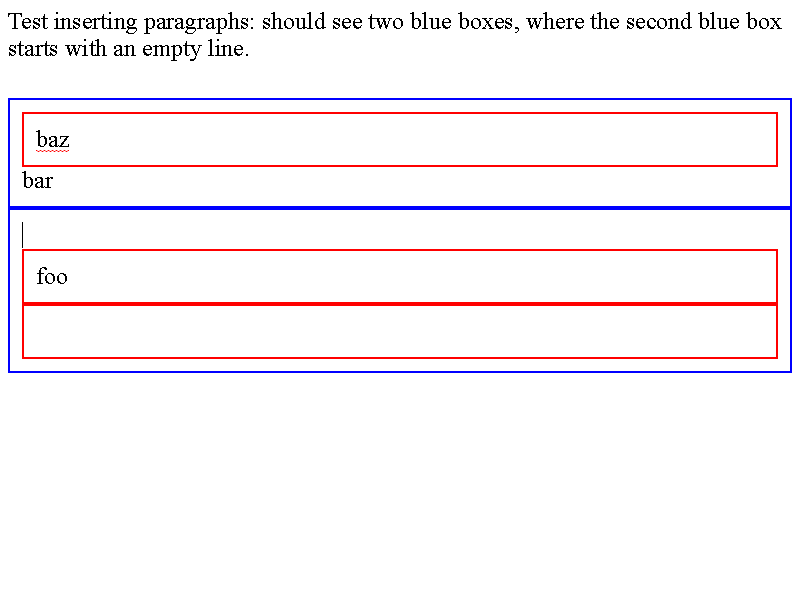 Test inserting paragraphs: should see two blue boxes, where the second blue box
starts with an empty line.
baz
bar
foo